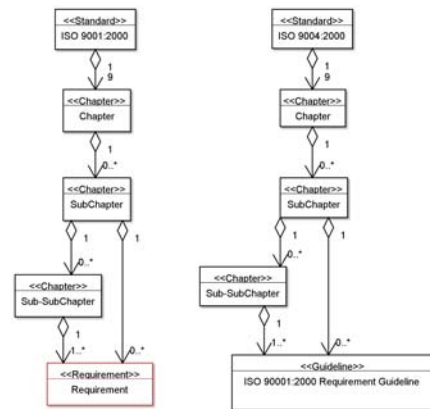 <<Standard>>
ISO 9001:2000
1
9
<<Chapter>>
Chapter
1
0..*
<<Chapter>>
SubChapter
1
1
0..*
<<Chapter>>
Sub-SubChapter
1
1..*
0..*
<<Requirement>>
Requirement
<<Standard>>
ISO 9004:2000
1
9
<<Chapter>>
Chapter
1
0..*
<<Chapter>>
SubChapter
1
1
0..*
<<Chapter>>
Sub-SubChapter
1
1..*
0..*
<<Guideline>>
ISO 90001:2000 Requirement Guideline